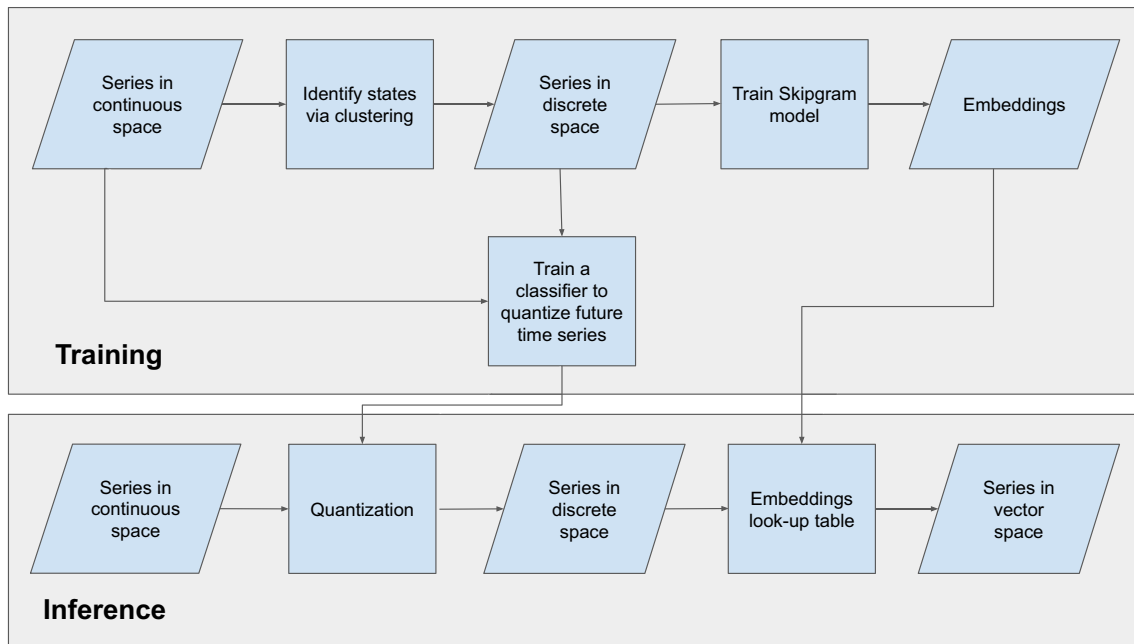 Series in
continuous
space
Identify states
via clustering
Series in
discrete
space
Train Skipgram
model
Embeddings
Train a
classifier to
quantize future
time series
Training
Series in
continuous
space
Quantization
Series in
discrete
space
Embeddings
look-up table
Series in
vector
space
Inference